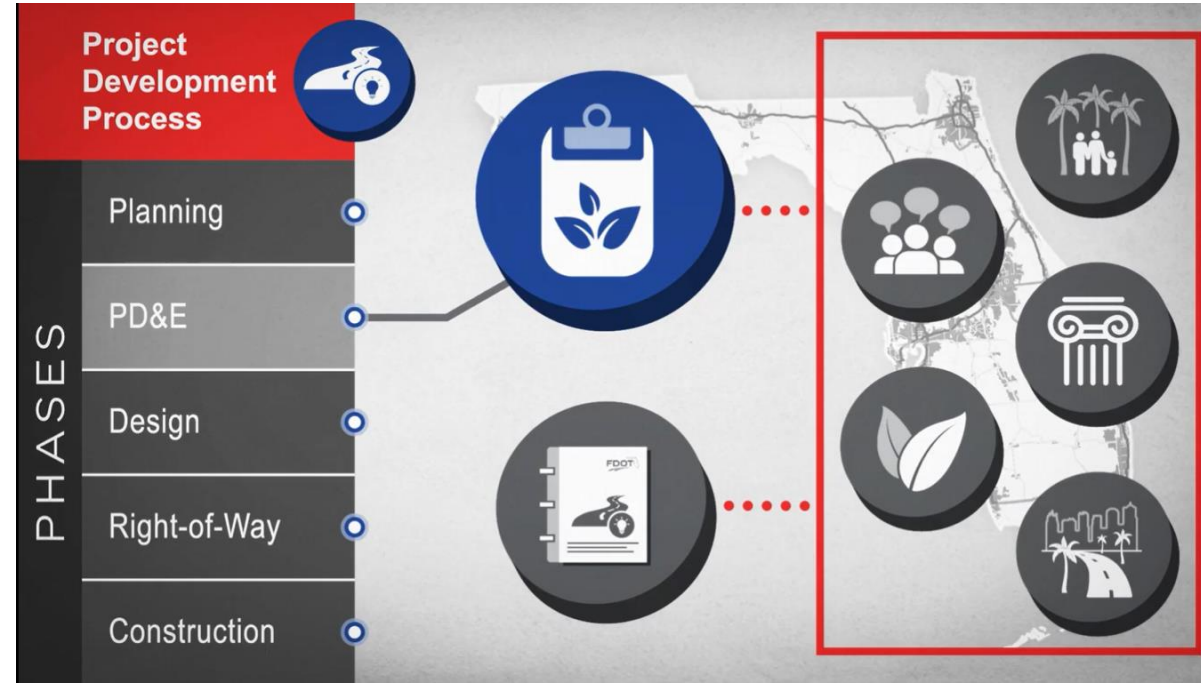 Project
Development
Process
PHASES
Planning
PD&E
Design
Right-of-Way
Construction
FDOT